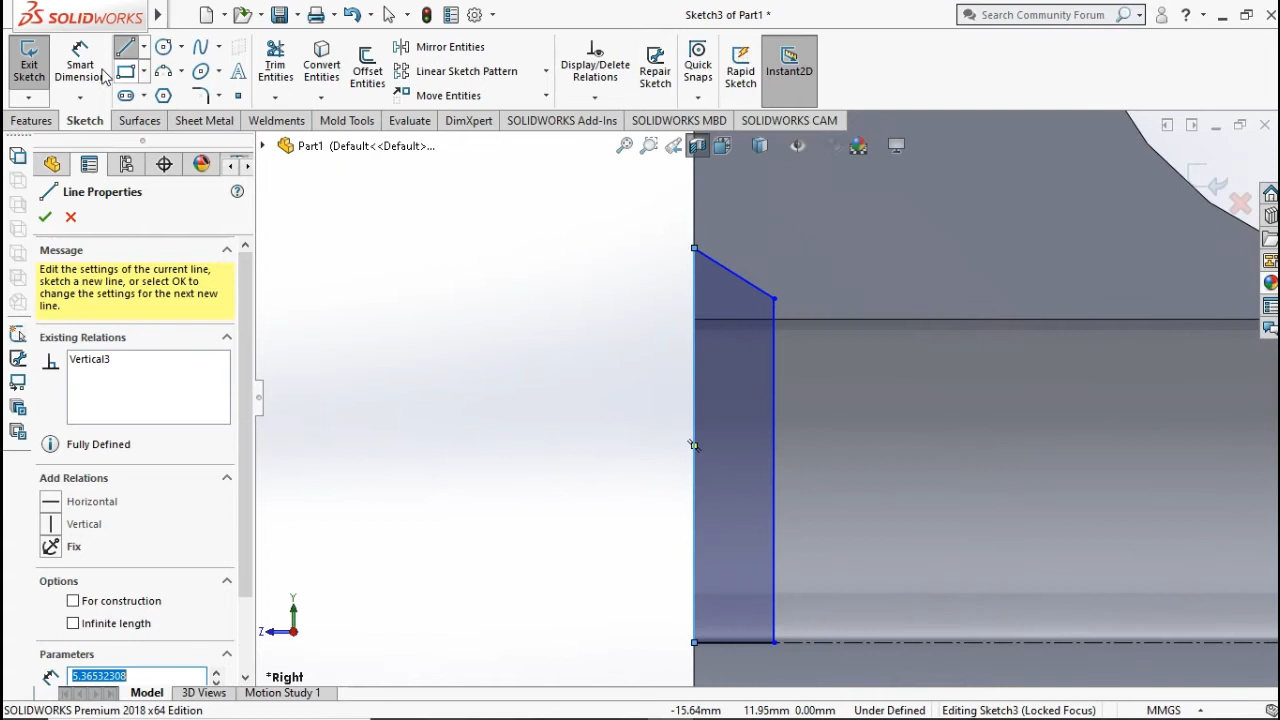 SOLIDWORKS
Sketch3 of Part1 *
Search Community Forum
?
Exit Sketch
Smart Dimension
Trim Entities
Convert Entities
Offset Entities
Mirror Entities
Linear Sketch Pattern
Move Entities
Display/Delete Relations
Repair Sketch
Quick Snaps
Rapid Sketch
Instant2D
Features
Sketch
Surfaces
Sheet Metal
Weldments
Mold Tools
Evaluate
DimXpert
SOLIDWORKS Add-Ins
SOLIDWORKS MBD
SOLIDWORKS CAM
Part1 (Default<<Default>...
Line Properties
?
Message
Edit the settings of the current line,
sketch a new line, or select OK to
change the settings for the next new
line.
Existing Relations
Vertical3
Fully Defined
Add Relations
Horizontal
Vertical
Fix
Options
For construction
Infinite length
Parameters
5.36532308
Y
Z
*Right
Model
3D Views
Motion Study 1
SOLIDWORKS Premium 2018 x64 Edition
-15.64mm
11.95mm 0.00mm
Under Defined
Editing Sketch3 (Locked Focus)
MMGS